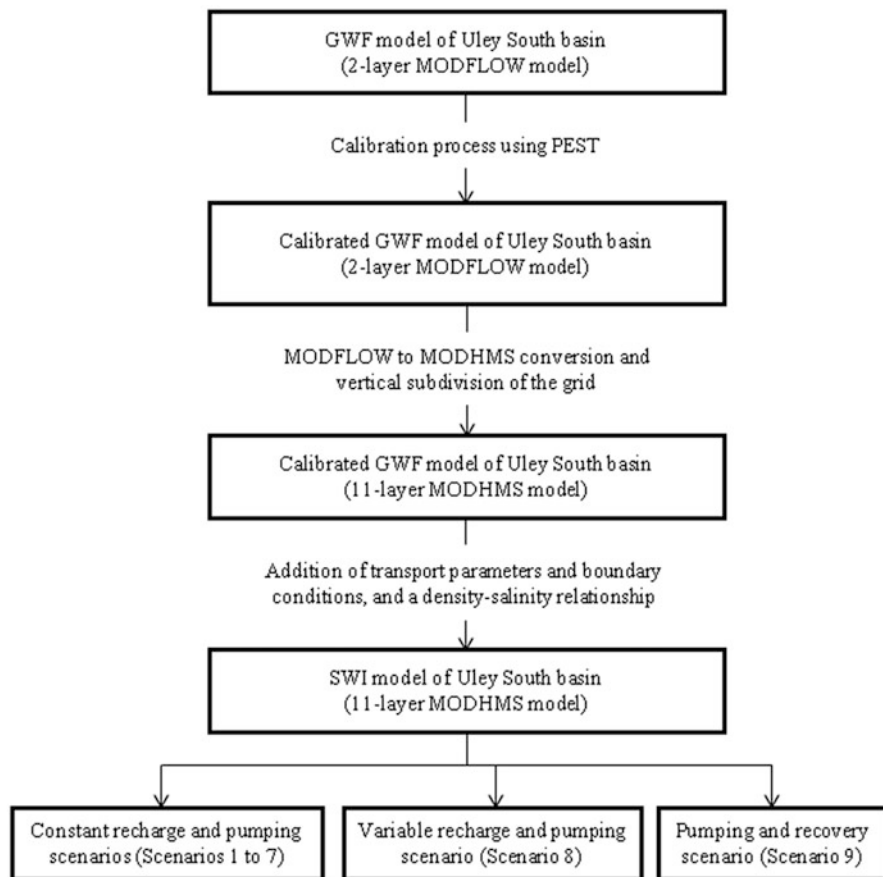 GWF model of Uley South basin
(2-layer MODFLOW model)
Calibration process using PEST
Calibrated GWF model of Uley South basin
(2-layer MODFLOW model)
MODFLOW to MODHMS conversion and
vertical subdivision of the grid
Calibrated GWF model of Uley South basin
(11-layer MODHMS model)
Addition of transport parameters and boundary
conditions, and a density-salinity relationship
SWI model of Uley South basin
(11-layer MODHMS model)
Constant recharge and pumping
scenarios (Scenarios 1 to 7)
Variable recharge and pumping
scenario (Scenario 8)
Pumping and recovery
scenario (Scenario 9)